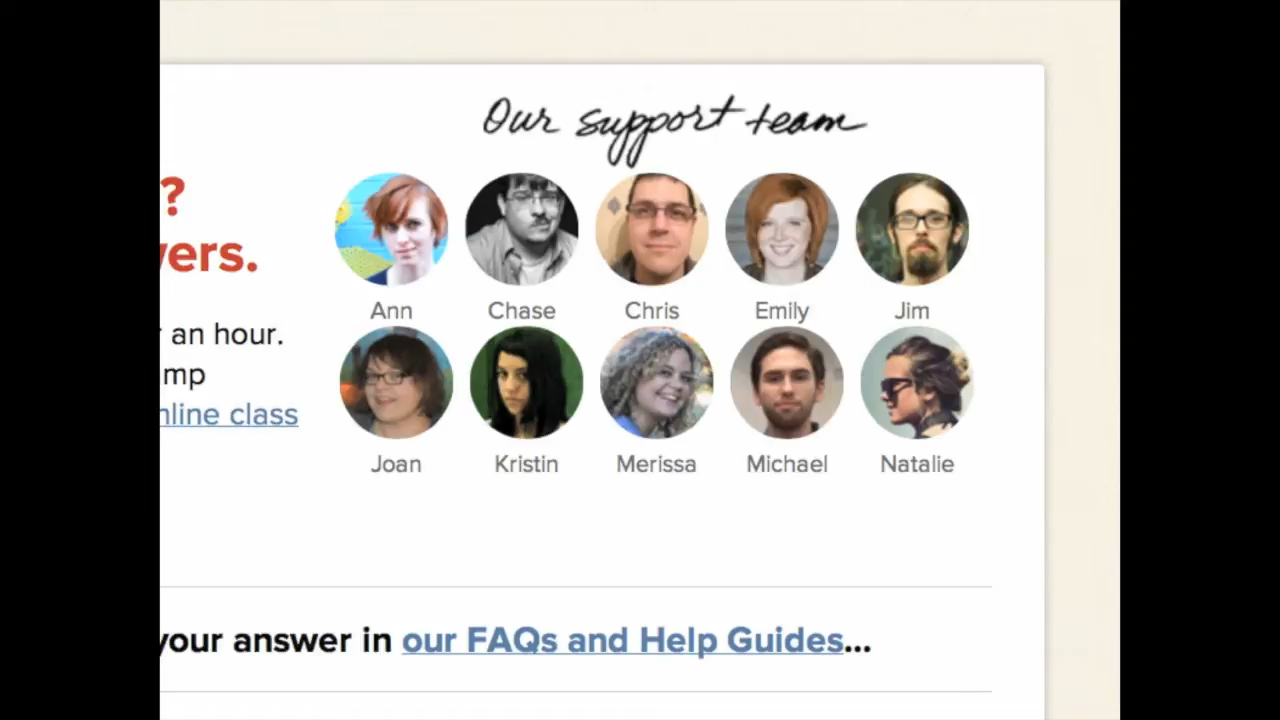 Our support team
?
wers.
Ann Chase Chris Emily Jim
an hour.
mp
nline class
Joan Kristin Merissa Michael Natalie
your answer in our FAQs and Help Guides...